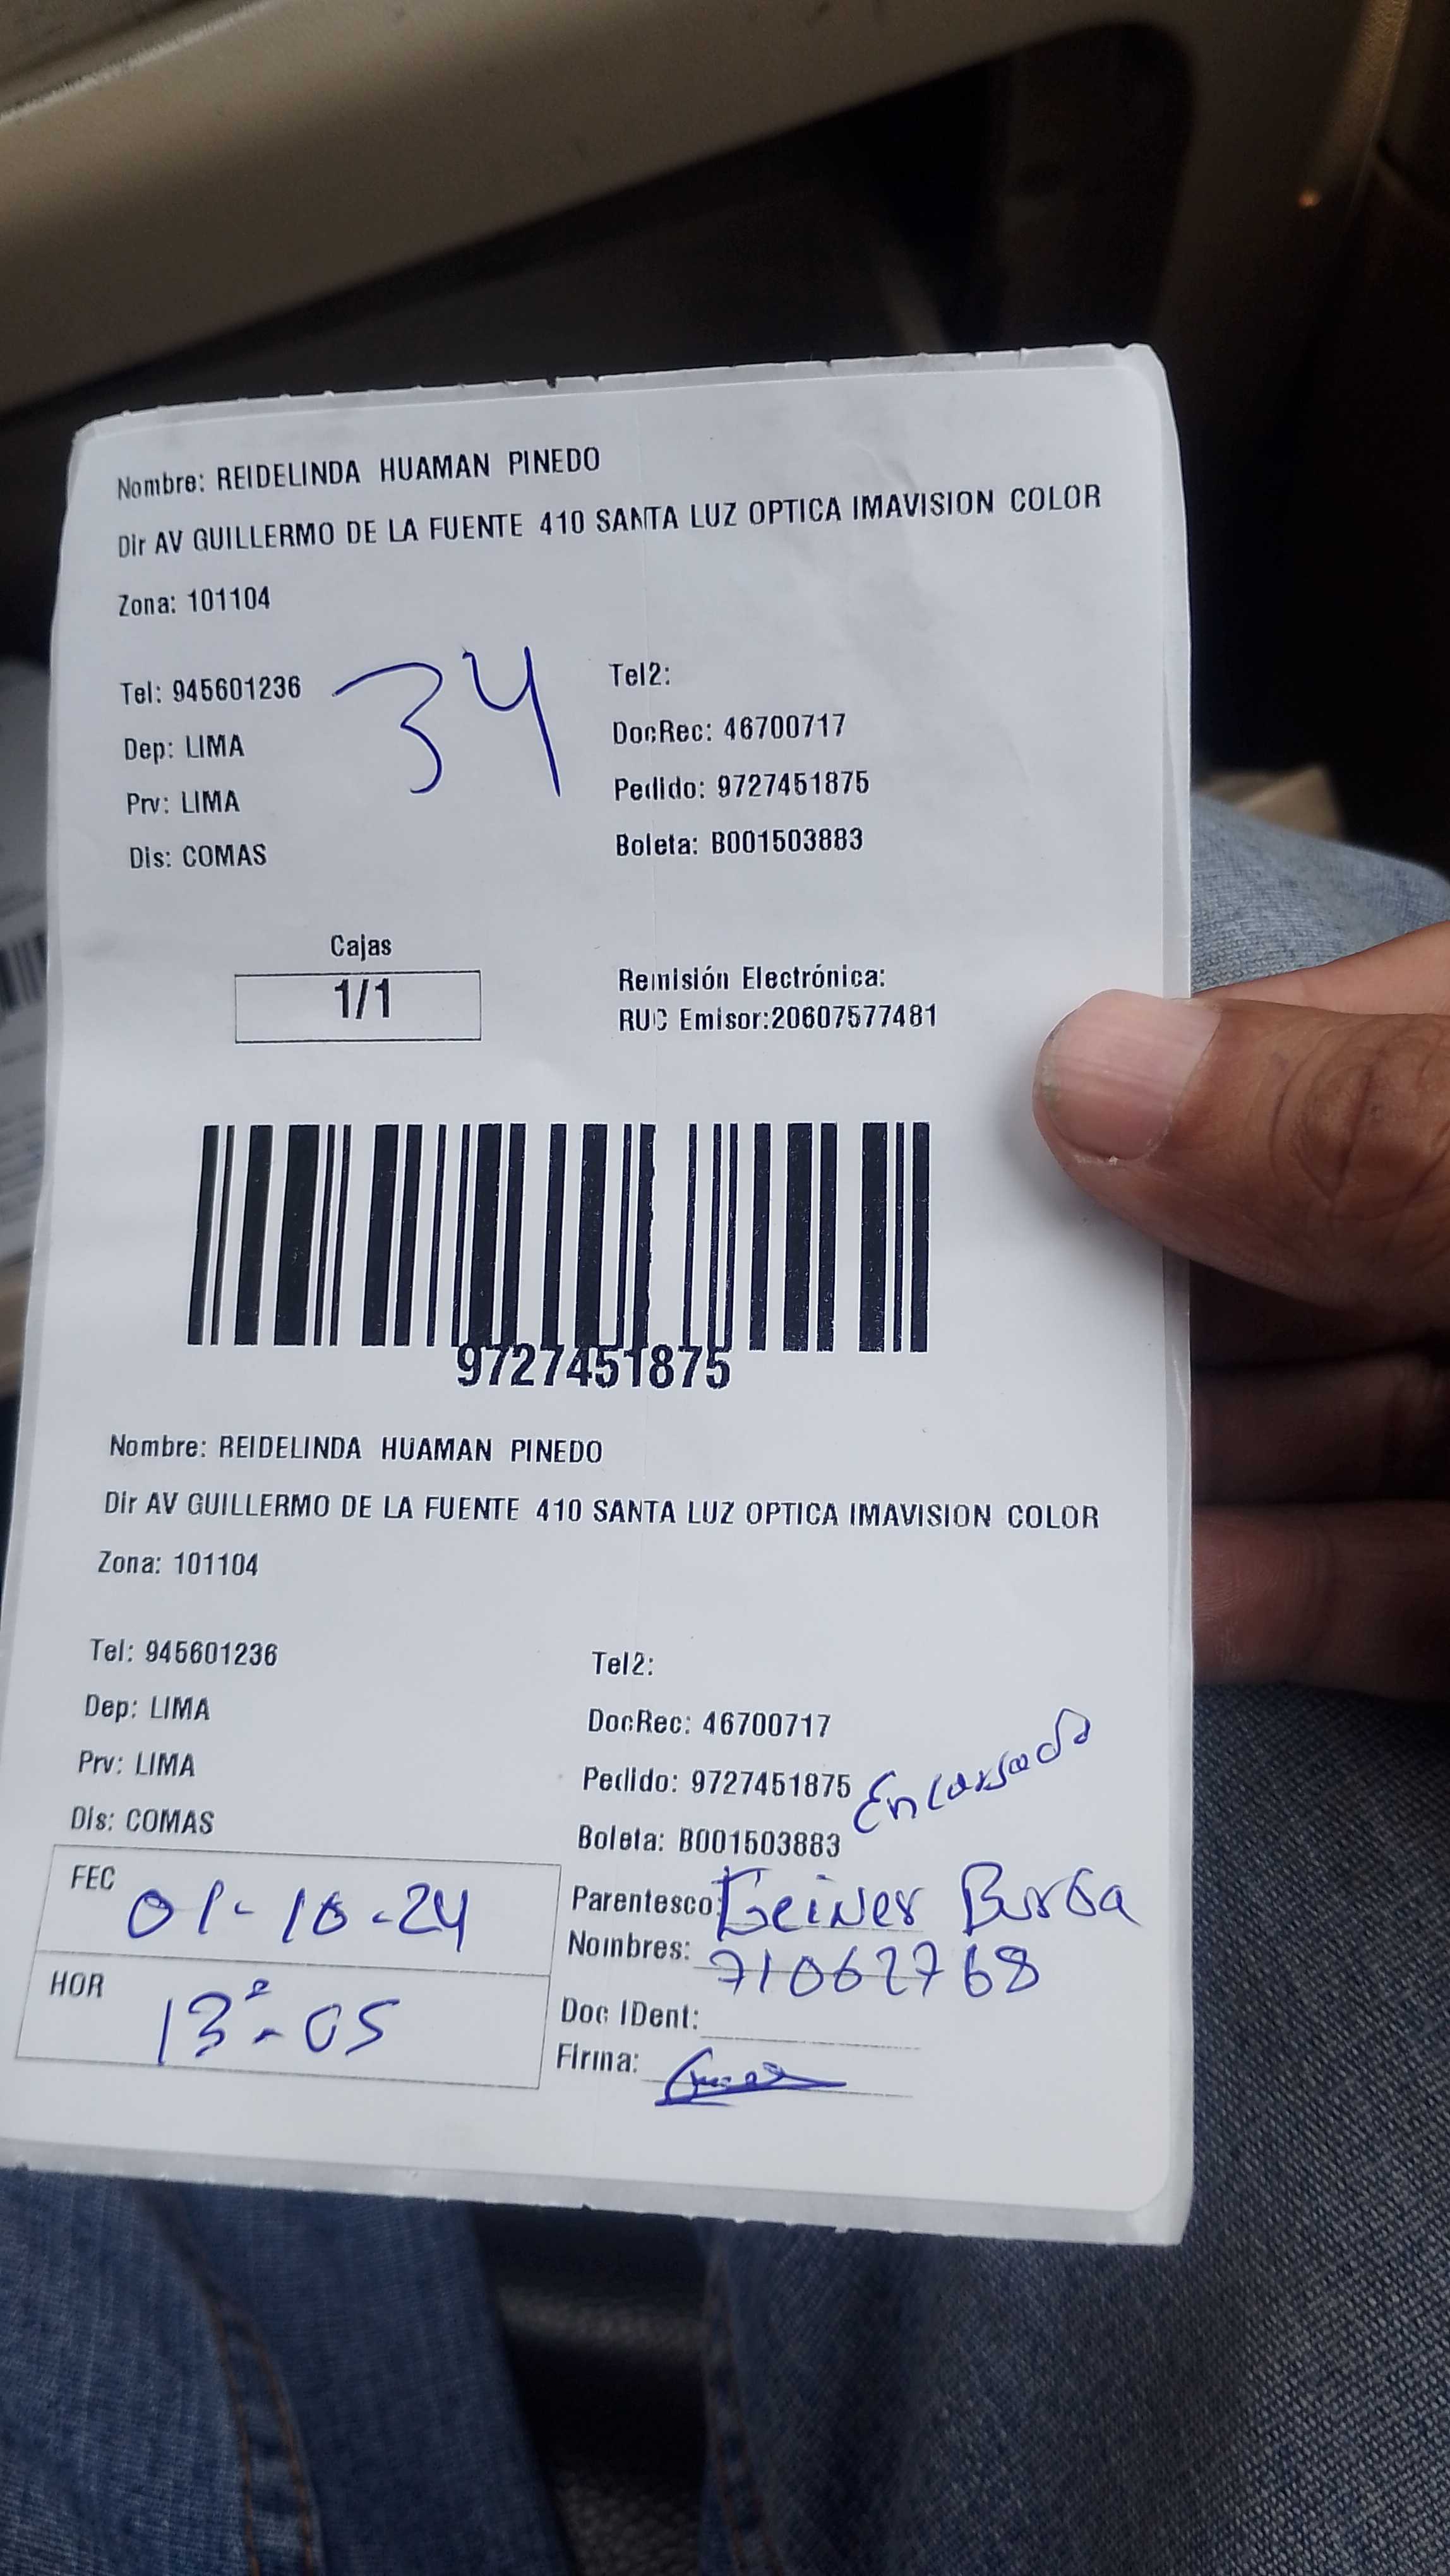 Nombre: REIDELINDA HUAMAN PINEDO
Dir AV GUILLERMO DE LA FUENTE 410 SANTA LUZ OPTICA IMAVISION COLOR
Zona: 101104
34
Tel: 945601236 Tel2:
Dep: LIMA DocRec: 46700717
Prv: LIMA Pedido: 9727451875
Dis: COMAS Boleta: B001503883
Cajas
1/1
Remisión Electrónica:
RUC Emisor:20607577481
9727451875
Nombre: REIDELINDA HUAMAN PINEDO
Dir AV GUILLERMO DE LA FUENTE 410 SANTA LUZ OPTICA IMAVISION COLOR
Zona: 101104
Tel: 945601236 Tel2:
Dep: LIMA DocRec: 46700717
Prv: LIMA Pedido: 9727451875 Encargado
Dis: COMAS Boleta: B001503883
FEC 01-10-24
HOR 13:05
Parentesco: Geiner
Nombres: 71062768
Doc IDent:
Firma: